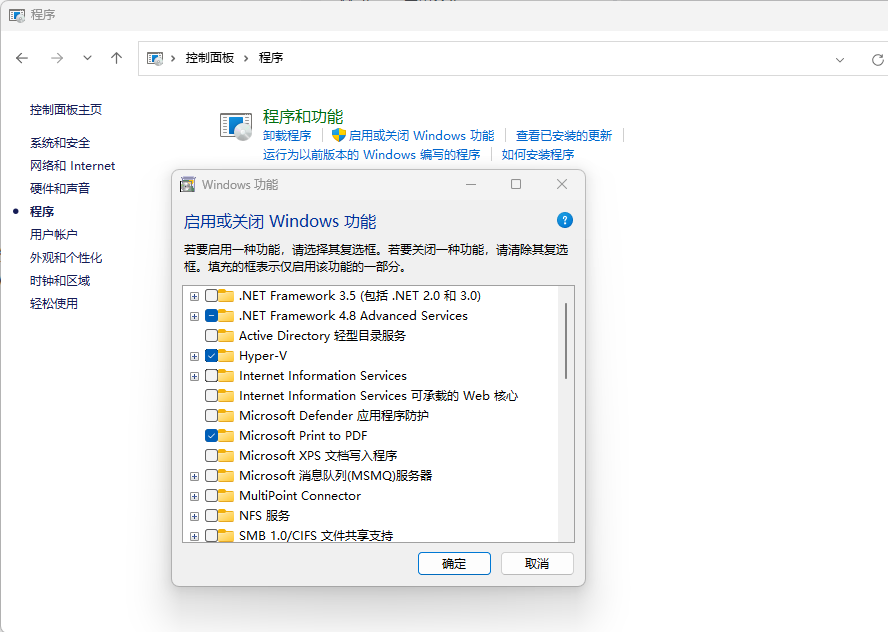 程序
控制面板 › 程序
控制面板主页
系统和安全
网络和 Internet
硬件和声音
程序
用户帐户
外观和个性化
时钟和区域
轻松使用
程序和功能
卸载程序
启用或关闭 Windows 功能
查看已安装的更新
运行为以前版本的 Windows 编写的程序
如何安装程序
Windows 功能
启用或关闭 Windows 功能
若要启用一种功能，请选择其复选框。若要关闭一种功能，请清除其复选
框。填充的框表示仅启用该功能的一部分。
.NET Framework 3.5 (包括 .NET 2.0 和 3.0)
.NET Framework 4.8 Advanced Services
Active Directory 轻型目录服务
Hyper-V
Internet Information Services
Internet Information Services 可承载的 Web 核心
Microsoft Defender 应用程序防护
Microsoft Print to PDF
Microsoft XPS 文档写入程序
Microsoft 消息队列(MSMQ)服务器
MultiPoint Connector
NFS 服务
SMB 1.0/CIFS 文件共享支持
确定
取消